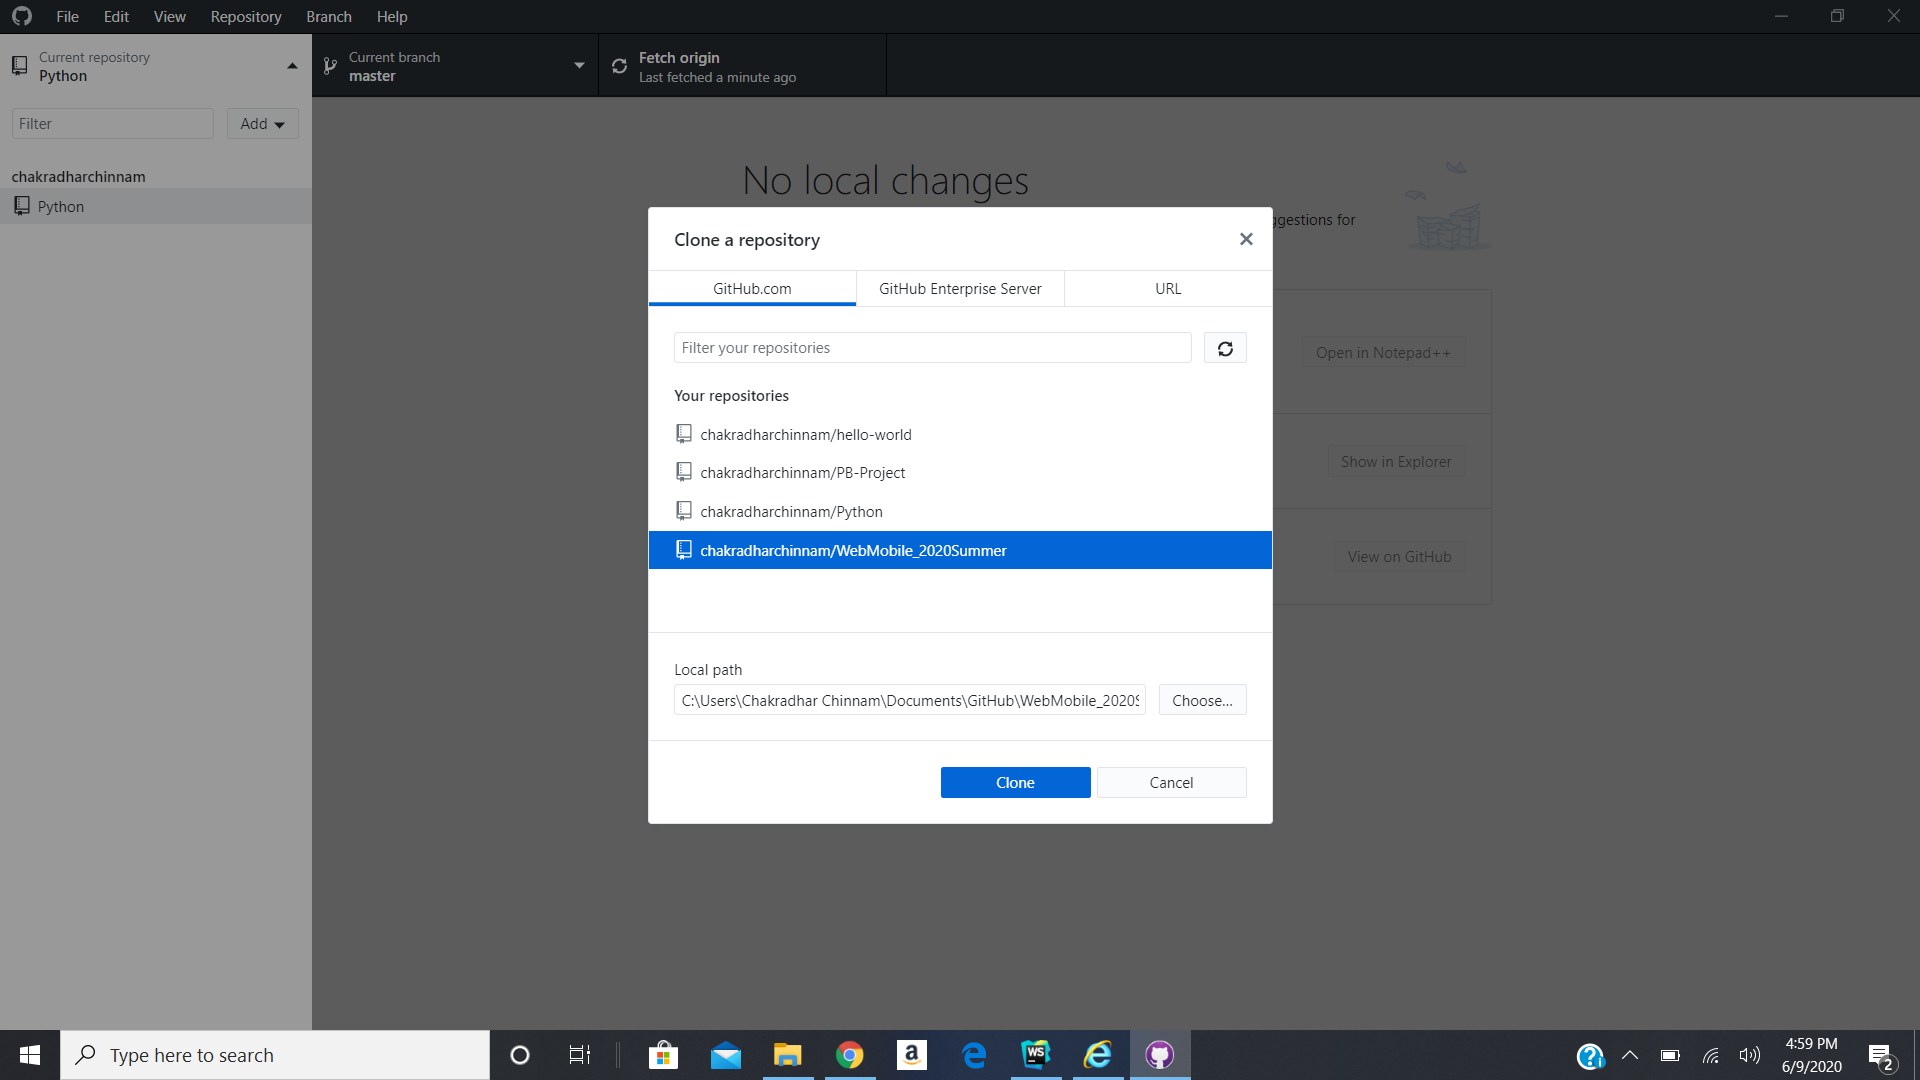 File Edit View Repository Branch Help
Current repository
Python
Current branch
master
Fetch origin
Last fetched a minute ago
Filter
Add
chakradharchinnam
Python
No local changes
ggestions for
Clone a repository
GitHub.com
GitHub Enterprise Server
URL
Filter your repositories
Your repositories
chakradharchinnam/hello-world
chakradharchinnam/PB-Project
chakradharchinnam/Python
chakradharchinnam/WebMobile_2020Summer
Local path
C:\Users\Chakradhar Chinnam\Documents\GitHub\WebMobile_2020S
Choose...
Clone
Cancel
Open in Notepad++
Show in Explorer
View on GitHub
Type here to search
a
WS
4:59 PM
6/9/2020
2